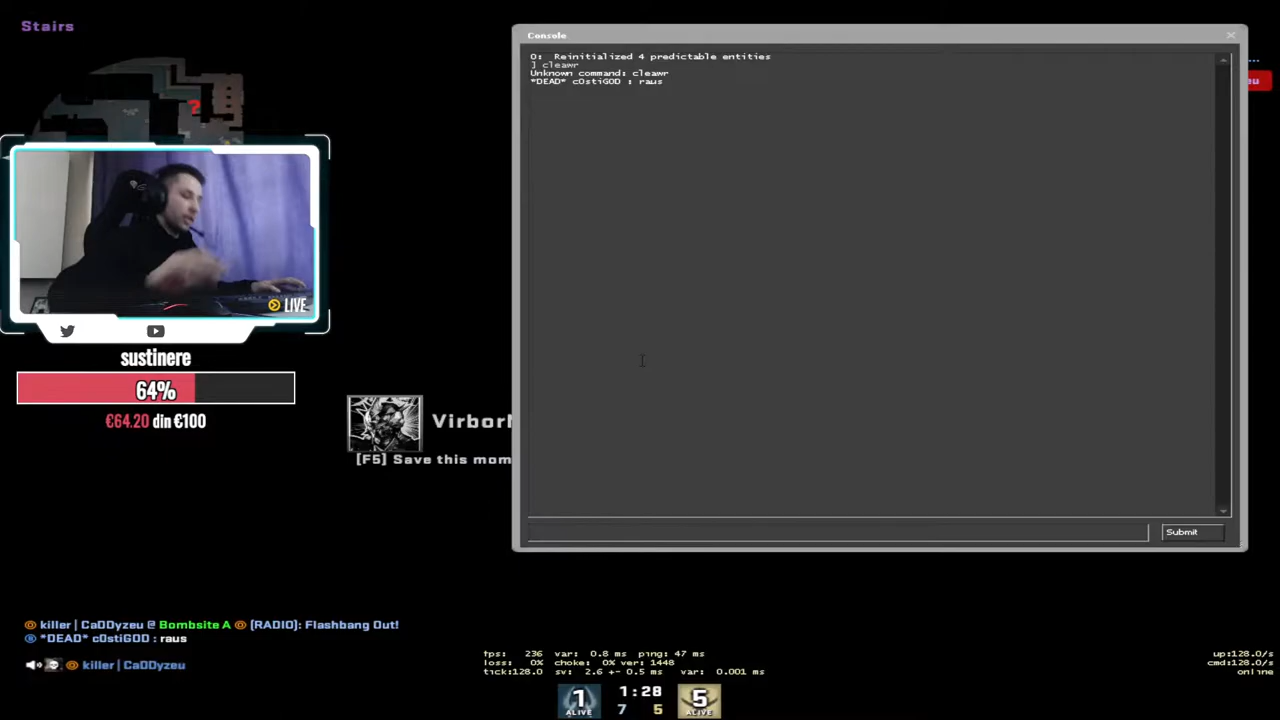 Stairs
?
Console
0:  Reinitialized 4 predictable entities
] cleawr
Unknown command: cleawr
*DEAD* c0stiGOD : raus
eu
LIVE
sustinere
64%
€64.20 din €100
[F5] Save this mom
Submit
killer | CaDDyzeu @ Bombsite A (RADIO): Flashbang Out!
*DEAD* c0stiGOD : raus
killer | CaDDyzeu
fps: 236 var: 0.8 ms ping: 47 ms
loss: 0% choke: 0% ver: 1448
tick:128.0 sv: 2.6 +- 0.5 ms var: 0.001 ms
up:128.0/s
cmd:128.0/s
online
1 ALIVE 1:28 5 ALIVE
7 5